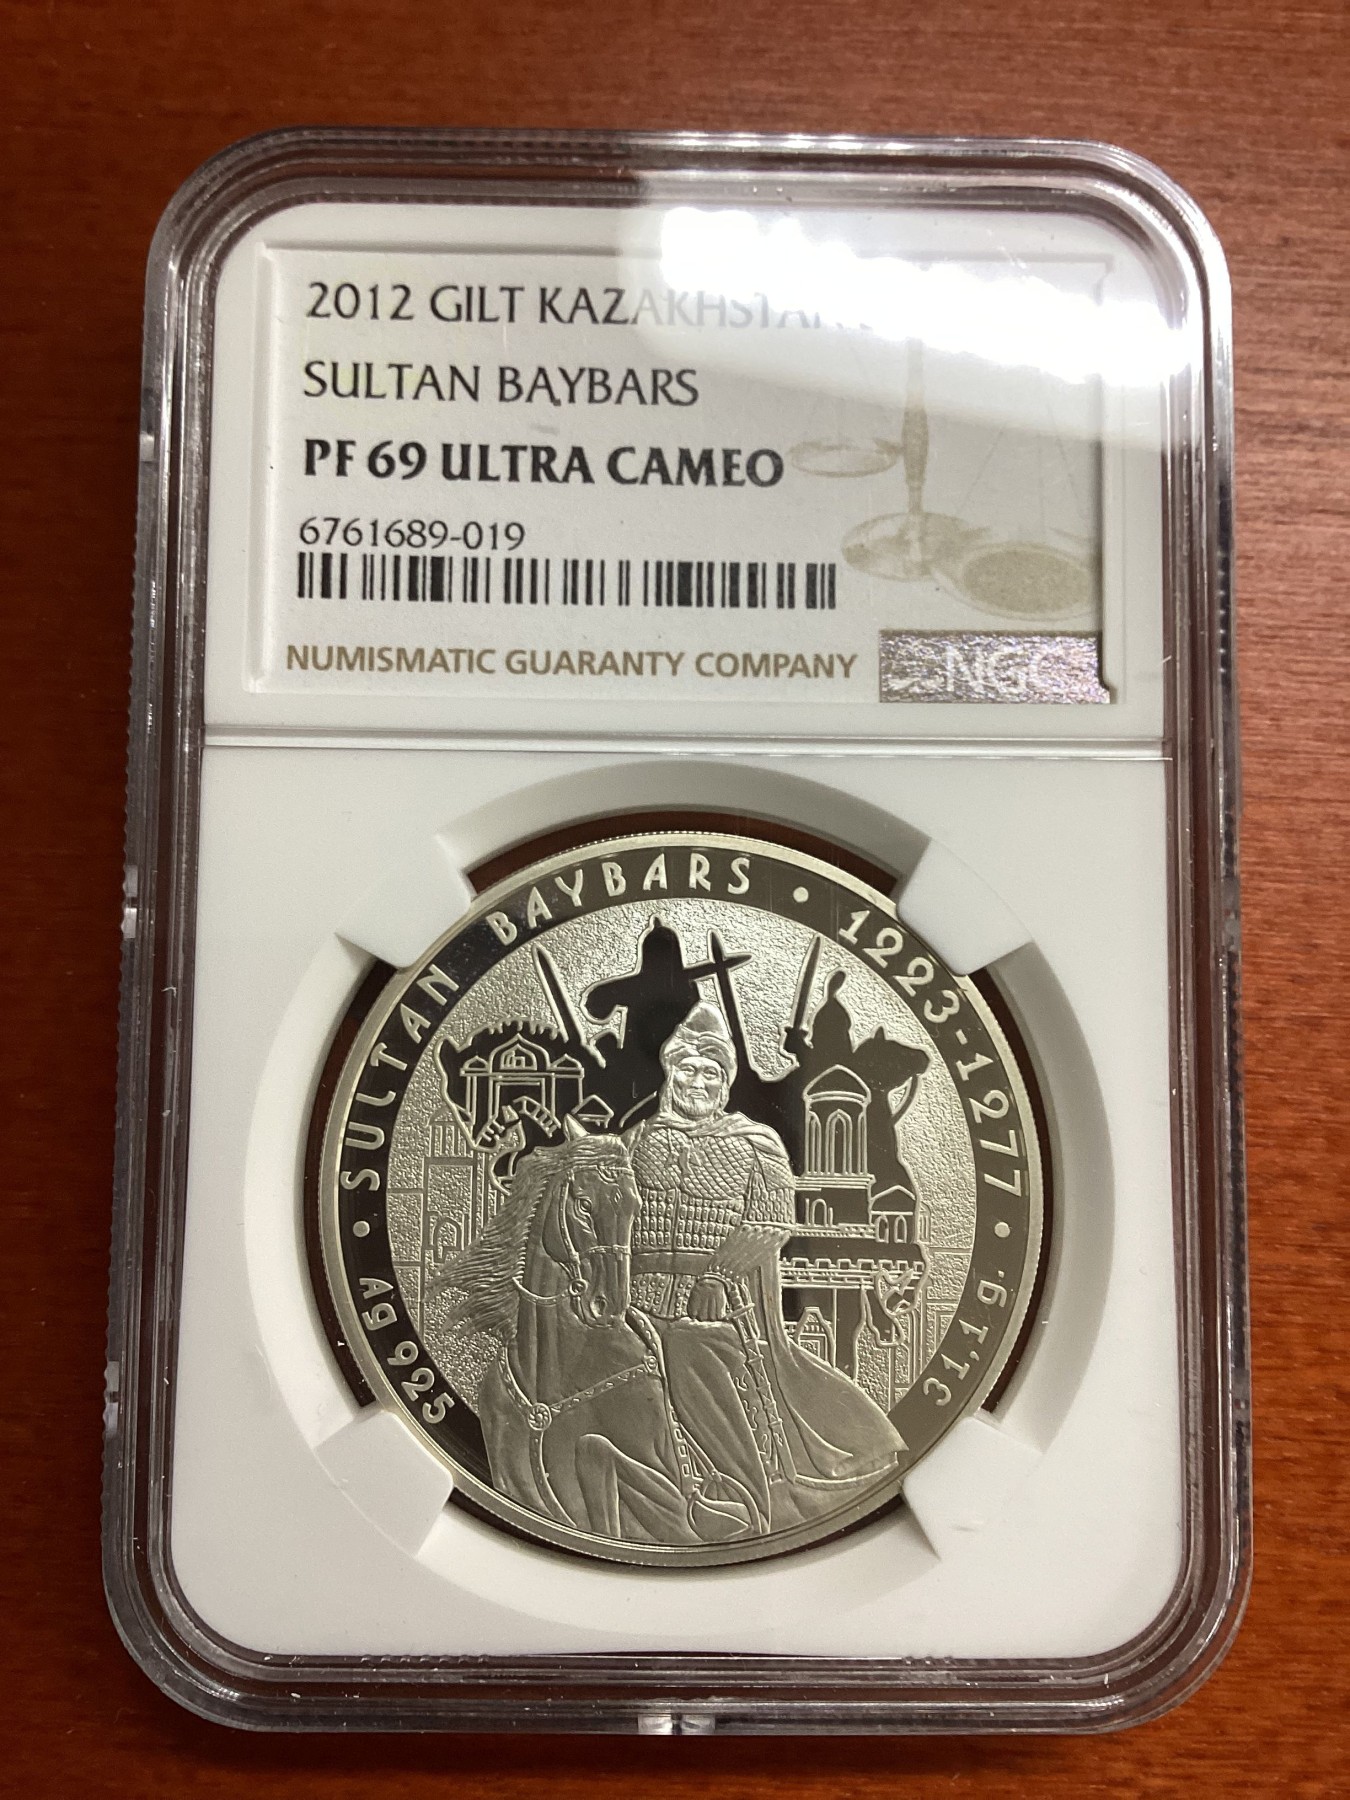 2012 GILT KAZAKHSTAN
SULTAN BAYBARS
PF 69 ULTRA CAMEO
6761689-019
NUMISMATIC GUARANTY COMPANY
NGC
• SULTAN BAYBARS • 1223-1277 •
Ag 925
31,1 g.